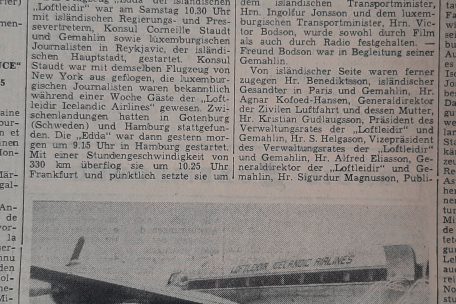 „Loftleidir" war am Samstag 10.30 Uhr
mit isländischen Regierungs- und Pres-
severtretern, Konsul Corneille Staudt
und Gemahlin sowie luxemburgischen
Journalisten in Reykjavic, der islän-
dischen Hauptstadt, gestartet. Konsul
Staudt war mit demselben Flugzeug von
New York aus geflogen, die luxembur-
gischen Journalisten waren bekanntlich
während einer Woche Gäste der „Loft-
leidir Icelandic Airlines" gewesen. Zwi-
schenlandungen hatten in Gotenburg
(Schweden) und Hamburg stattgefun-
den. Die „Edda" war dann gestern mor-
gen um 9.15 Uhr in Hamburg gestartet.
Mit einer Stundengeschwindigkeit von
330 km überflog sie um 10.25 Uhr
Frankfurt und pünktlich setzte sie um
dem isländischen Transportminister,
Hrn. Ingolfur Jonsson und dem luxem-
burgischen Transportminister, Hrn. Vic-
tor Bodson, wurde sowohl durch Film
als auch durch Radio festgehalten. —
Freund Bodson war in Begleitung seiner
Gemahlin.
Von isländischer Seite waren ferner
zugegen Hr. Benediktsson, isländischer
Gesandter in Paris und Gemahlin, Hr.
Agnar Kofoed-Hansen, Generaldirektor
der Zivilen Luftfahrt und dessen Mutter,
Hr. Kristian Gudlaugsson, Präsident des
Verwaltungsrates der „Loftleidir" und
Gemahlin, Hr. S. Helgason, Vizepräsident
des Verwaltungsrates der „Loftleidir"
und Gemahlin, Hr. Alfred Eliasson, Ge-
neraldirektor der „Loftleidir" und Ge-
mahlin, Hr. Sigurdur Magnusson, Publi-
LOFTLEIDIR ICELANDIC AIRLINES